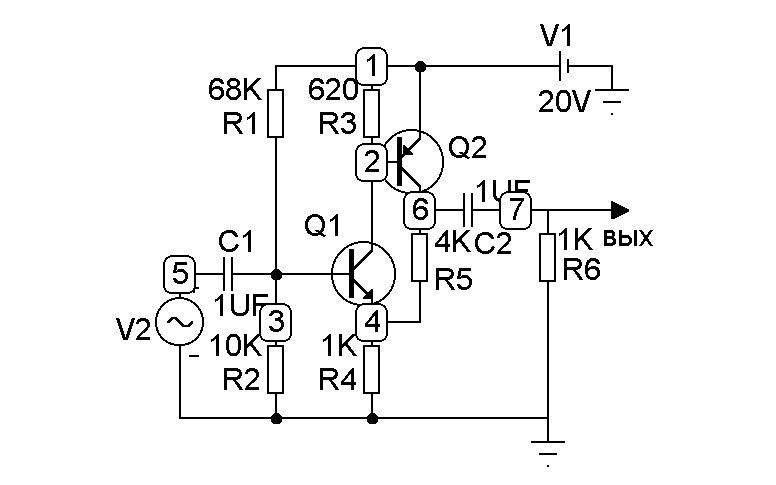 V1
1
68K
620
20V
R1
R3
2
Q2
1UF
6
7
Q1
4K
C2
1K
вых
C1
R5
R6
5
1UF
V2
3
4
10K
1K
R2
R4